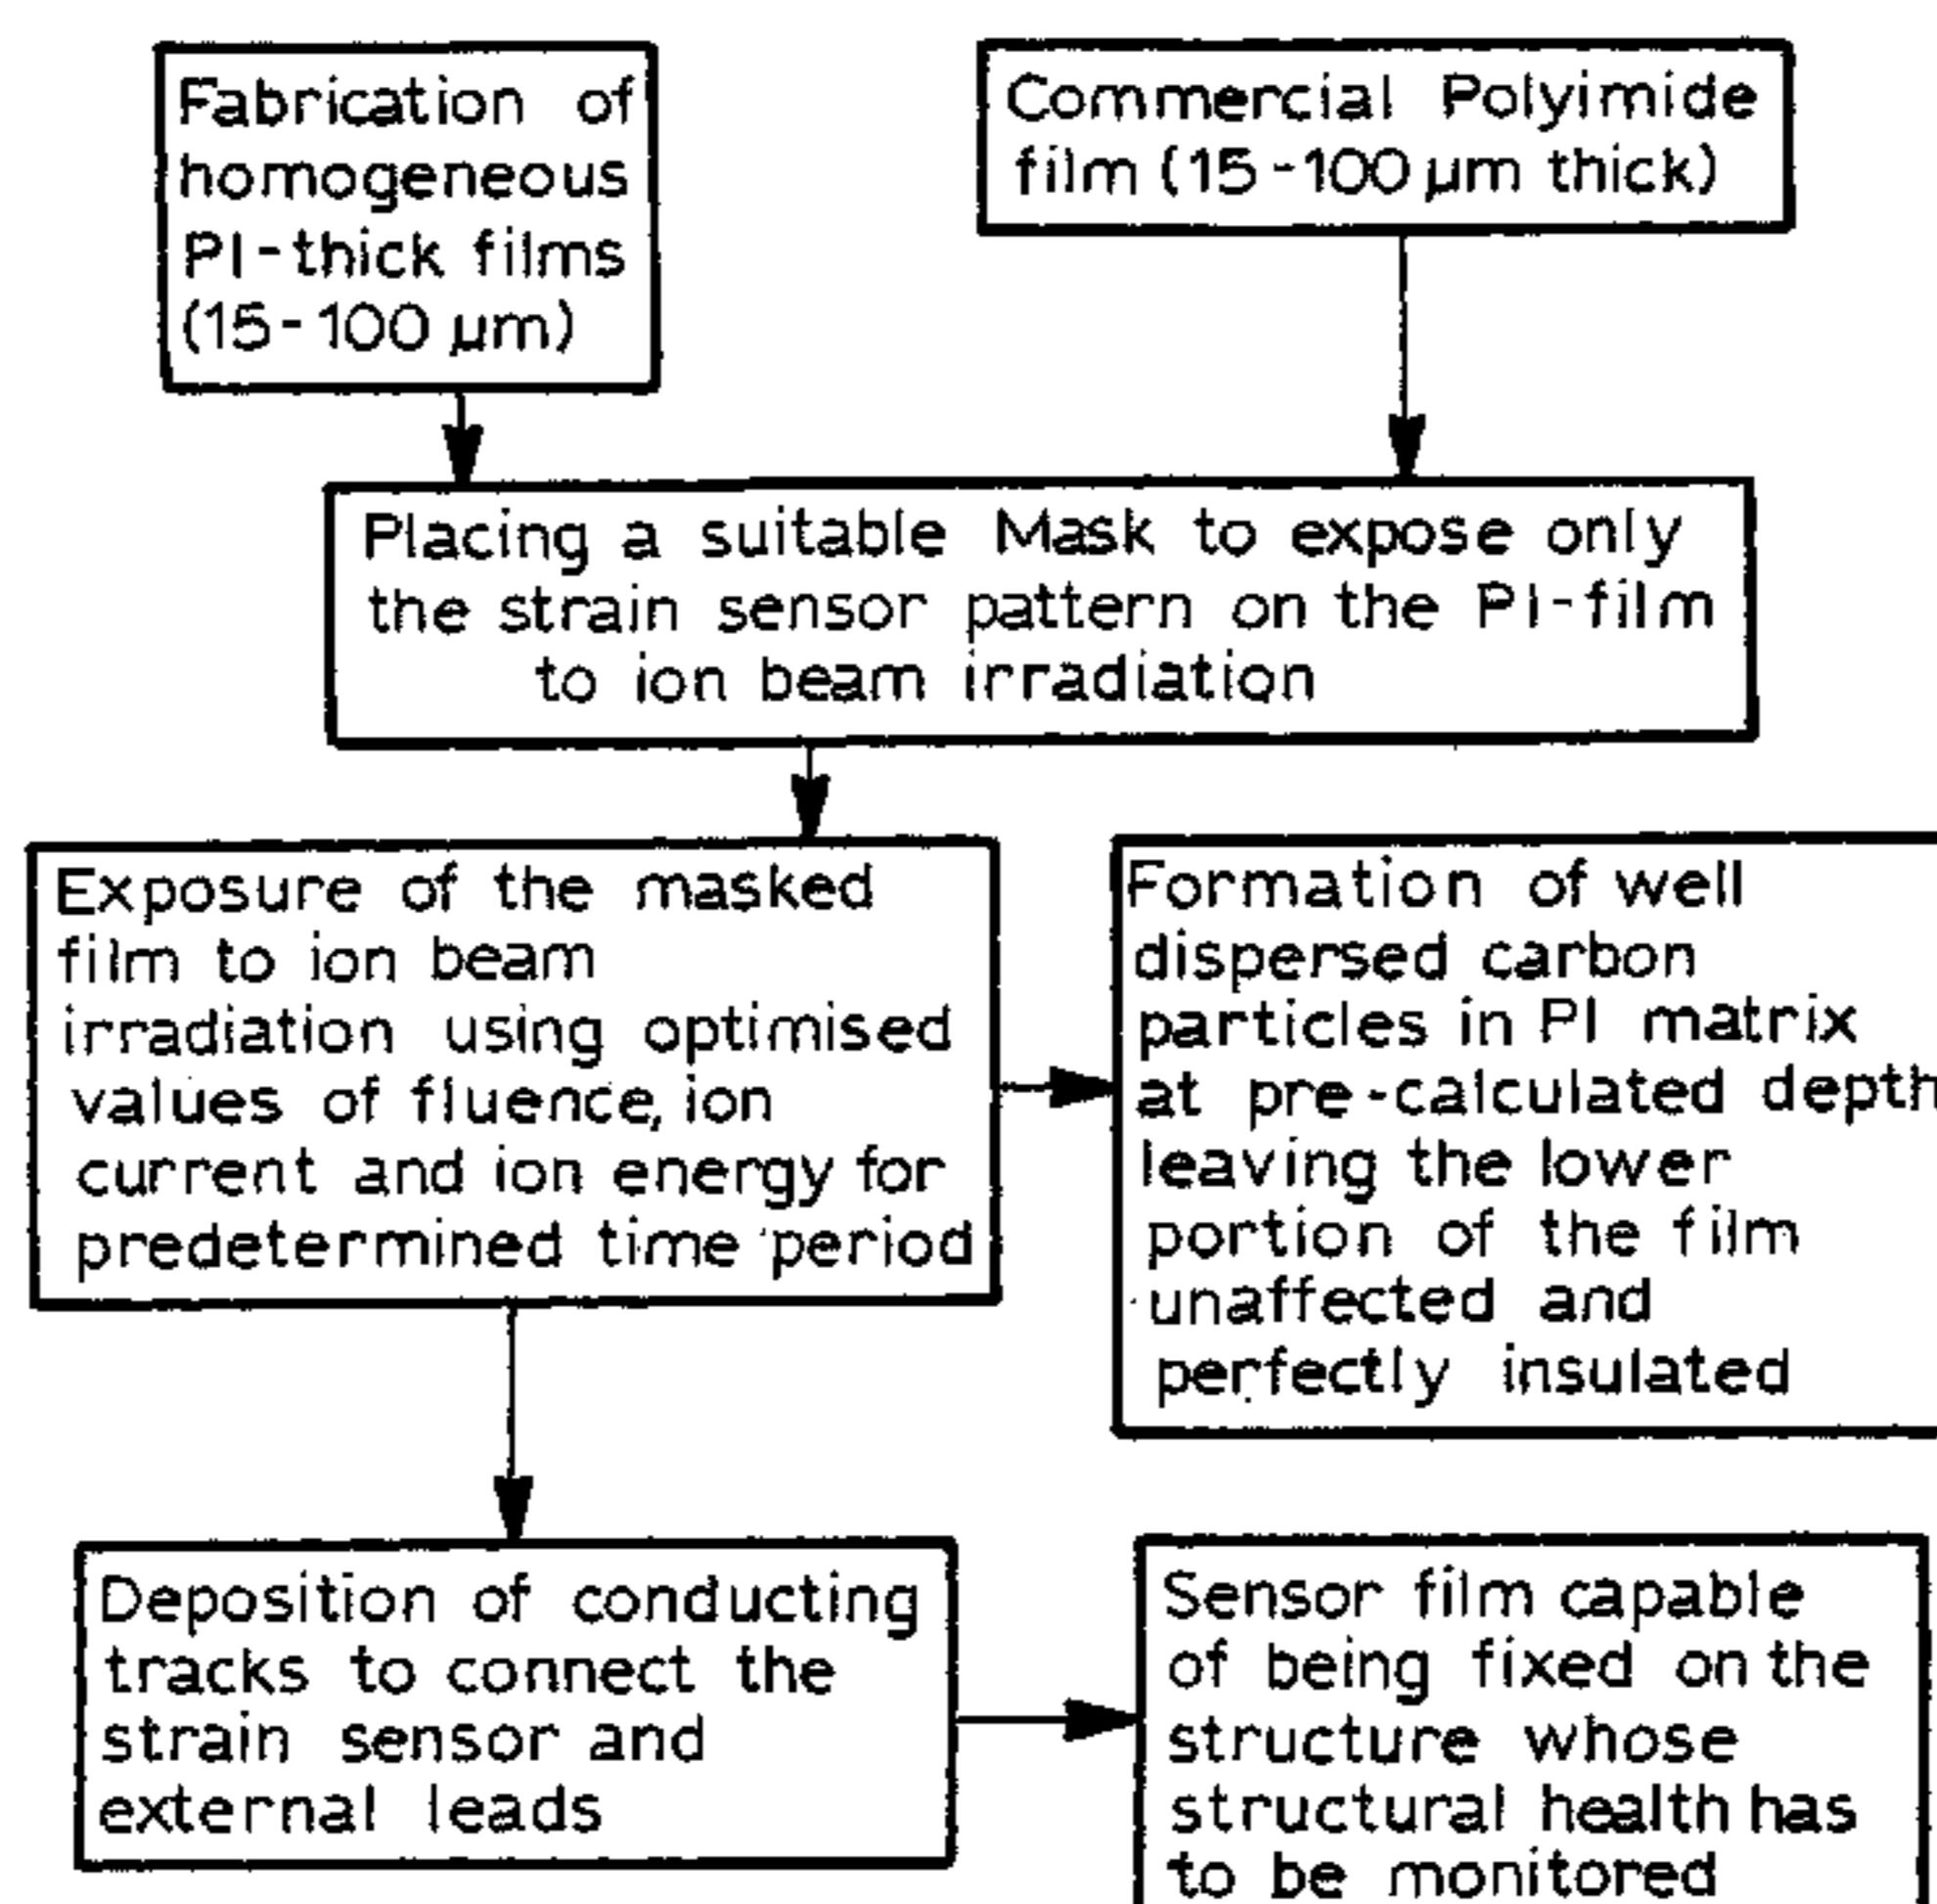 Fabrication of
homogeneous
PI-thick films
(15-100 µm)
Commercial Polyimide
film (15-100 µm thick)
Placing a suitable Mask to expose only
the strain sensor pattern on the PI-film
to ion beam irradiation
Exposure of the masked
film to ion beam
irradiation using optimised
values of fluence, ion
current and ion energy for
predetermined time period
Formation of well
dispersed carbon
particles in PI matrix
at pre-calculated depth
leaving the lower
portion of the film
unaffected and
perfectly insulated
Deposition of conducting
tracks to connect the
strain sensor and
external leads
Sensor film capable
of being fixed on the
structure whose
structural health has
to be monitored